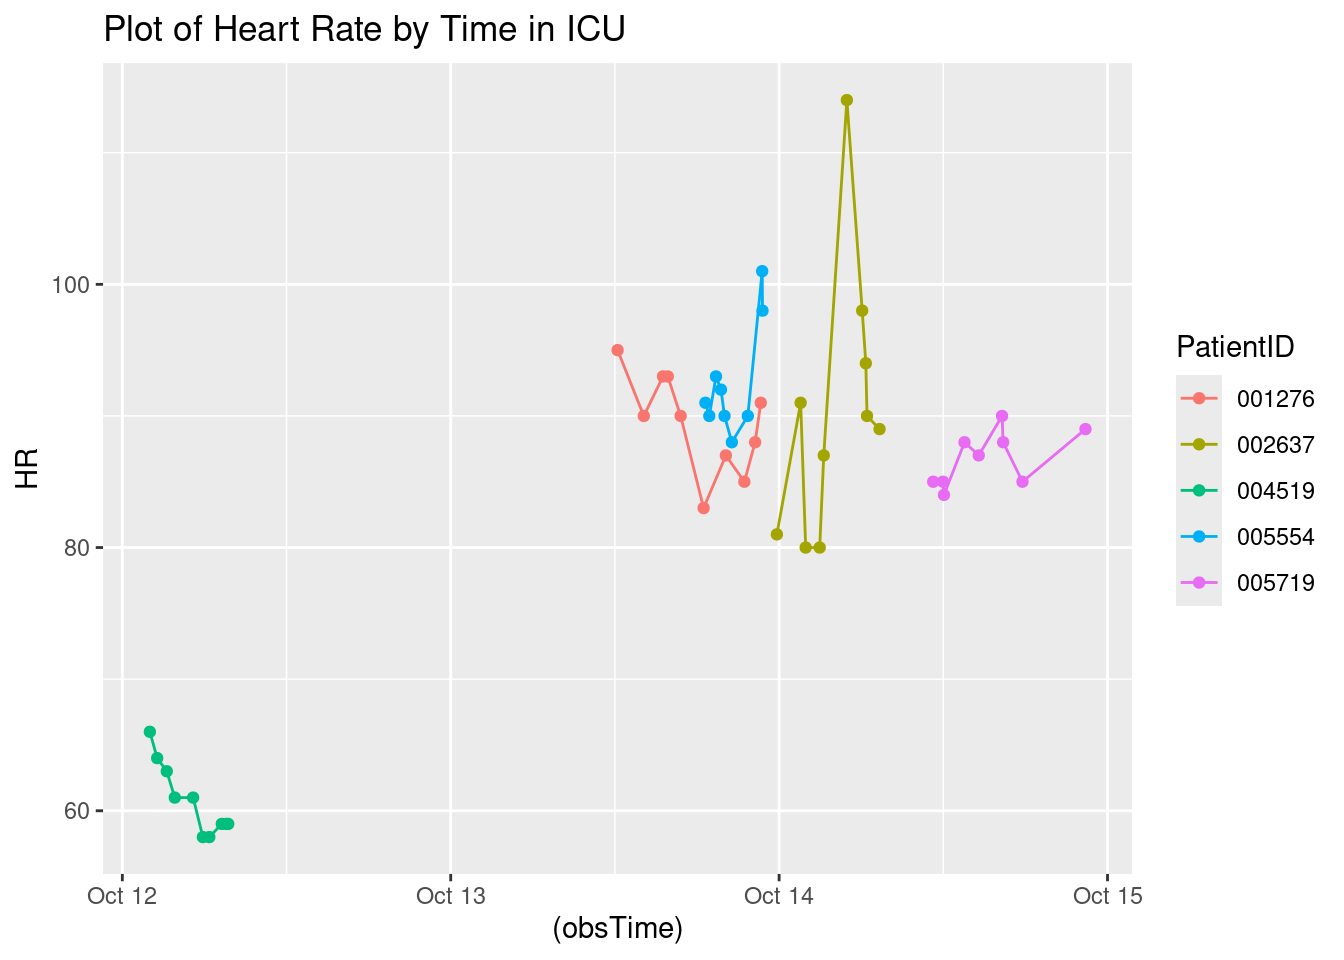 Plot of Heart Rate by Time in ICU
HR
100
80
60
Oct 12
Oct 13
Oct 14
Oct 15
(obsTime)
PatientID
001276
002637
004519
005554
005719